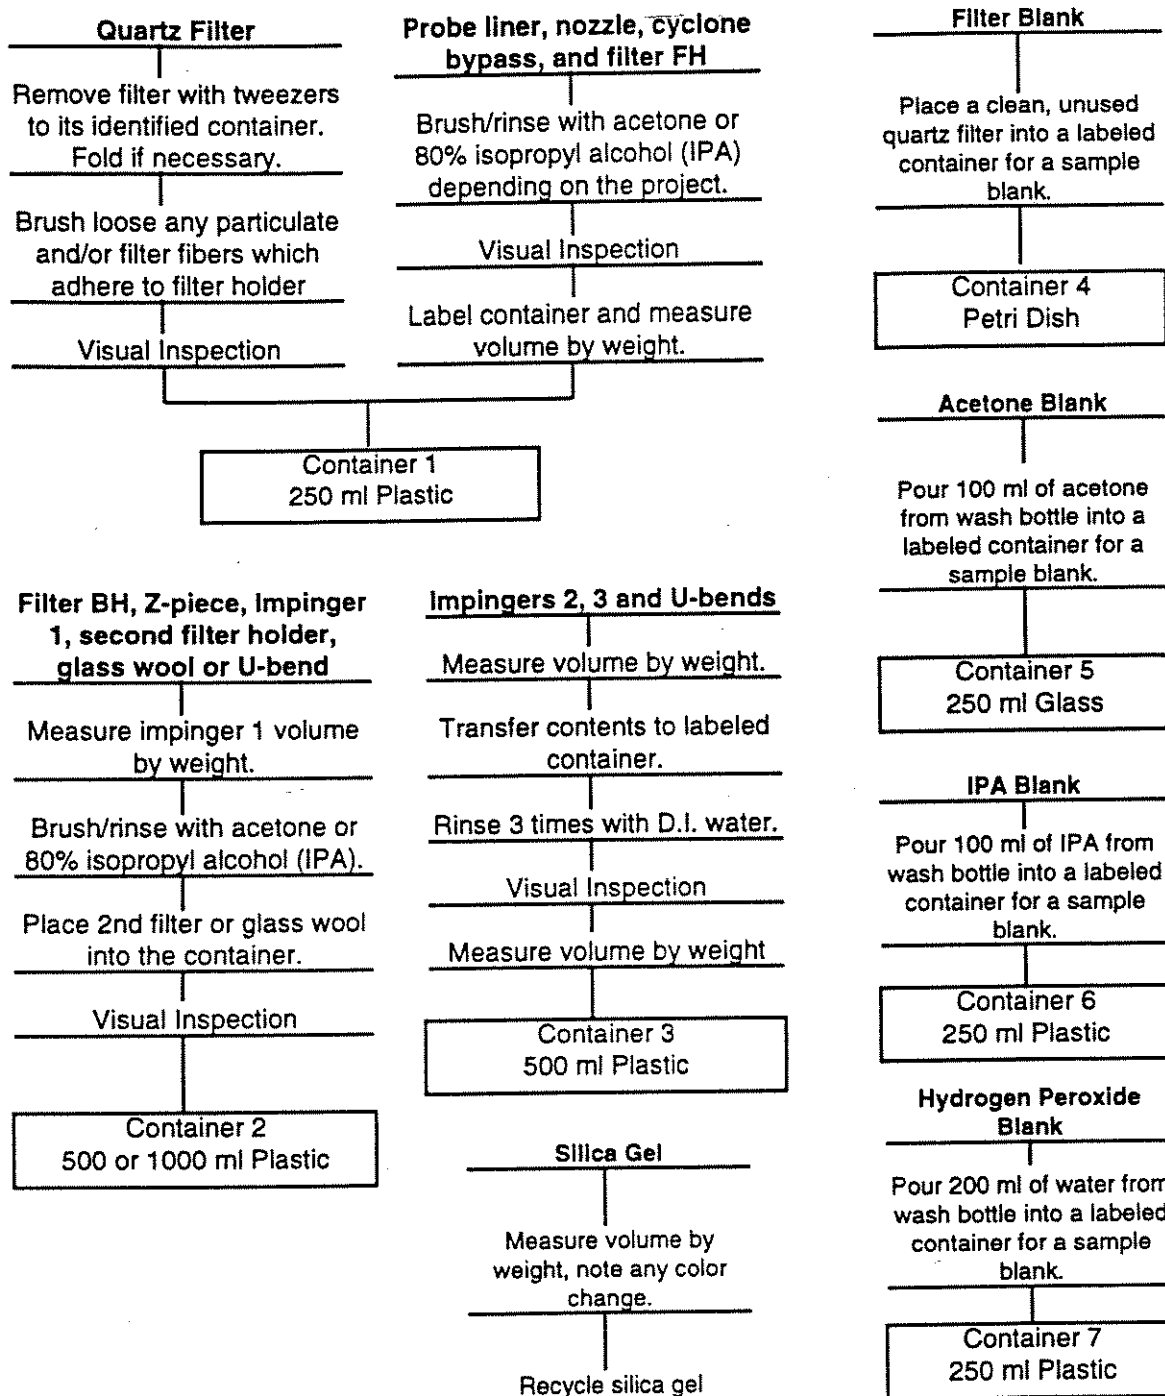 Quartz Filter
Remove filter with tweezers
to its identified container.
Fold if necessary.
Brush loose any particulate
and/or filter fibers which
adhere to filter holder
Visual Inspection
Probe liner, nozzle, cyclone
bypass, and filter FH
Brush/rinse with acetone or
80% isopropyl alcohol (IPA)
depending on the project.
Visual Inspection
Label container and measure
volume by weight.
Container 1
250 ml Plastic
Filter BH, Z-piece, Impinger
1, second filter holder,
glass wool or U-bend
Measure impinger 1 volume
by weight.
Brush/rinse with acetone or
80% isopropyl alcohol (IPA).
Place 2nd filter or glass wool
into the container.
Visual Inspection
Container 2
500 or 1000 ml Plastic
Impingers 2, 3 and U-bends
Measure volume by weight.
Transfer contents to labeled
container.
Rinse 3 times with D.I. water.
Visual Inspection
Measure volume by weight
Container 3
500 ml Plastic
Silica Gel
Measure volume by
weight, note any color
change.
Recycle silica gel
Filter Blank
Place a clean, unused
quartz filter into a labeled
container for a sample
blank.
Container 4
Petri Dish
Acetone Blank
Pour 100 ml of acetone
from wash bottle into a
labeled container for a
sample blank.
Container 5
250 ml Glass
IPA Blank
Pour 100 ml of IPA from
wash bottle into a labeled
container for a sample
blank.
Container 6
250 ml Plastic
Hydrogen Peroxide
Blank
Pour 200 ml of water from
wash bottle into a labeled
container for a sample
blank.
Container 7
250 ml Plastic